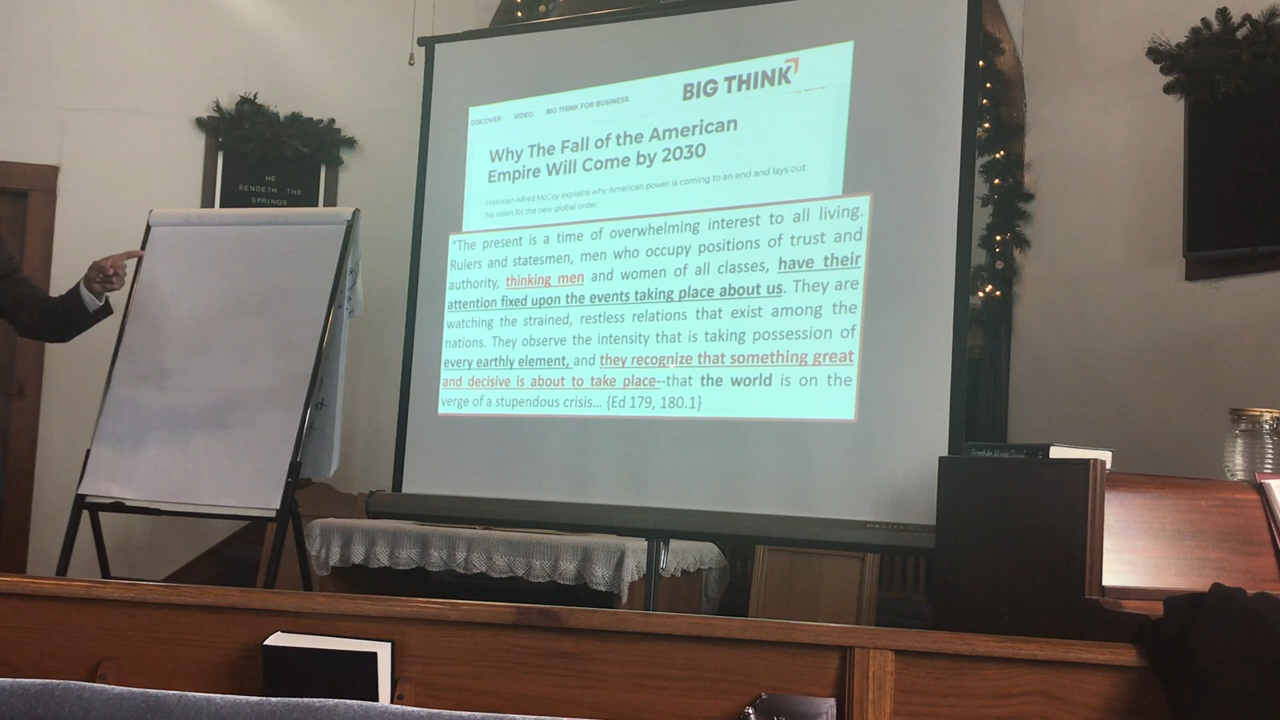 HE
SENDETH THE
SPRINGS
BIG THINK
DISCOVER VIDEO BIG THINK FOR BUSINESS
Why The Fall of the American
Empire Will Come by 2030
Historian Alfred McCoy explains why American power is coming to an end and lays out
his vision for the new global order.
"The present is a time of overwhelming interest to all living.
Rulers and statesmen, men who occupy positions of trust and
authority, thinking men and women of all classes, have their
attention fixed upon the events taking place about us. They are
watching the strained, restless relations that exist among the
nations. They observe the intensity that is taking possession of
every earthly element, and they recognize that something great
and decisive is about to take place--that the world is on the
verge of a stupendous crisis... {Ed 179, 180.1}
DA-LITE